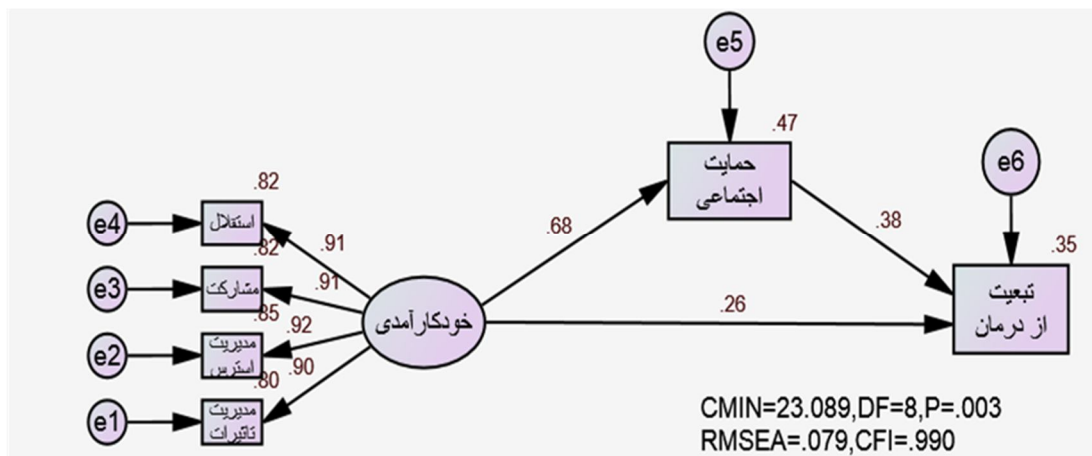 e5
.47
حمایت
اجتماعی
e6
.35
تبعیت
از درمان
.82
e4
استقلال
.91
.68
.38
.82
e3
مشارکت
.91
خودکارآمدی
.26
.85
e2
مدیریت
استرس
.92
.80
e1
مدیریت
تاثیرات
.90
CMIN=23.089,DF=8,P=.003
RMSEA=.079,CFI=.990